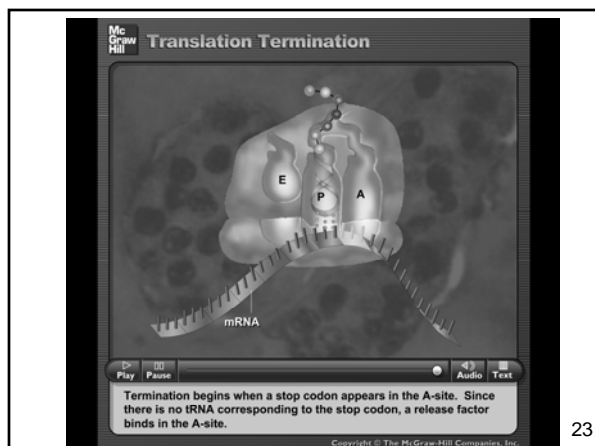 Mc
Graw
Hill
Translation Termination
E
P
A
mRNA
Play
Pause
Audio
Text
Termination begins when a stop codon appears in the A-site. Since
there is no tRNA corresponding to the stop codon, a release factor
binds in the A-site.
Copyright © The McGraw-Hill Companies, Inc.
23